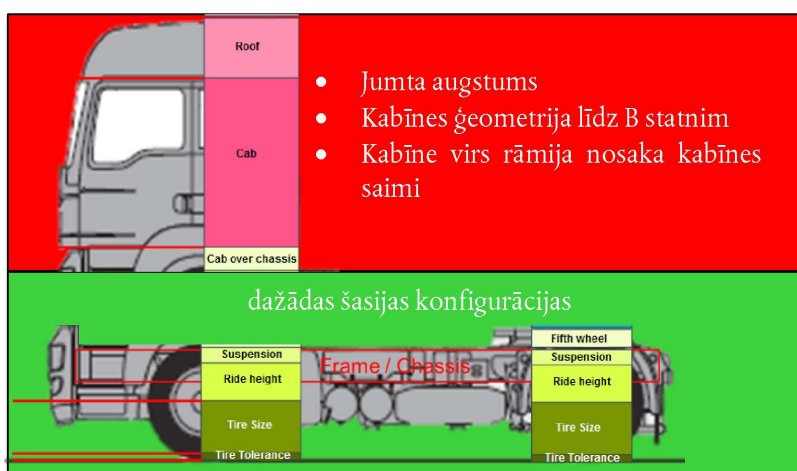 Roof
Cab
Cab over chassis
• Jumta augstums
• Kabīnes ģeometrija līdz B statnim
• Kabīne virs rāmija nosaka kabīnes
saimi
dažādas šasijas konfigurācijas
Suspension
Ride height
Tire Size
Tire Tolerance
Frame / Chassis
Fifth wheel
Suspension
Ride height
Tire Size
Tire Tolerance